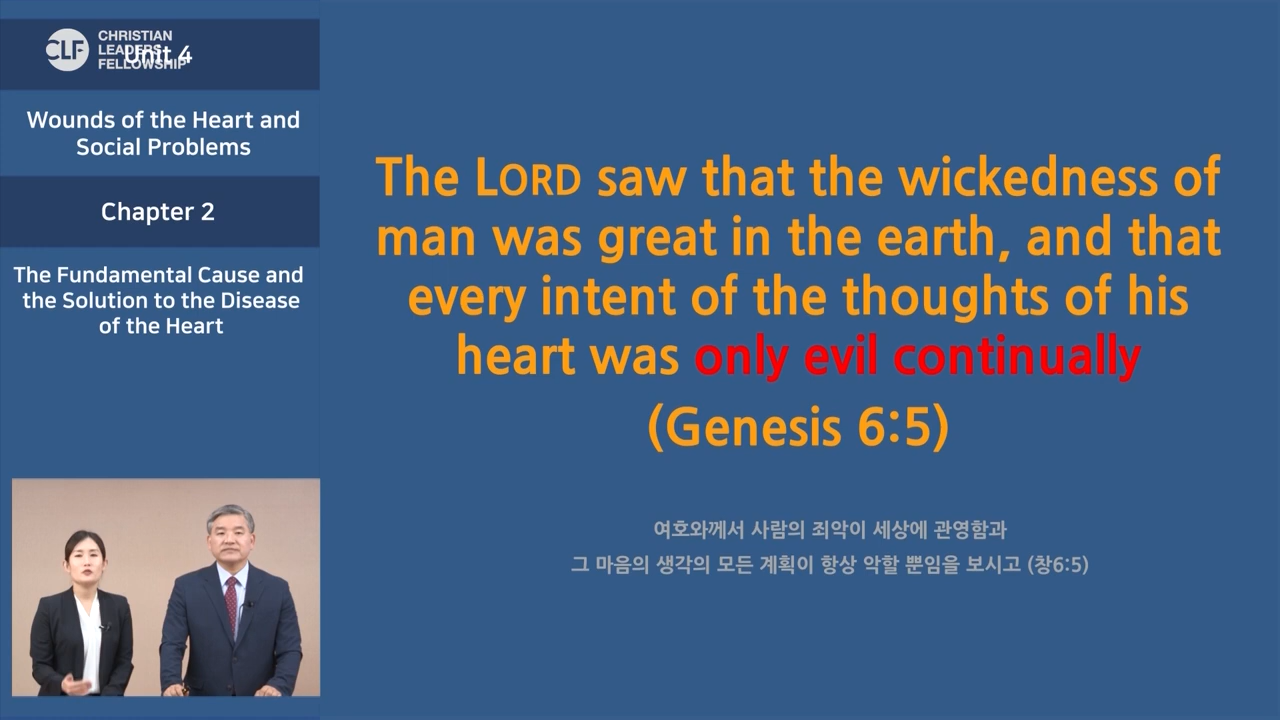 CHRISTIAN
LEADERS
FELLOWSHIP
CLF
Unit 4
Wounds of the Heart and
Social Problems
Chapter 2
The Fundamental Cause and
the Solution to the Disease
of the Heart
The LORD saw that the wickedness of
man was great in the earth, and that
every intent of the thoughts of his
heart was only evil continually
(Genesis 6:5)
여호와께서 사람의 죄악이 세상에 관영함과
그 마음의 생각의 모든 계획이 항상 악할 뿐임을 보시고 (창6:5)